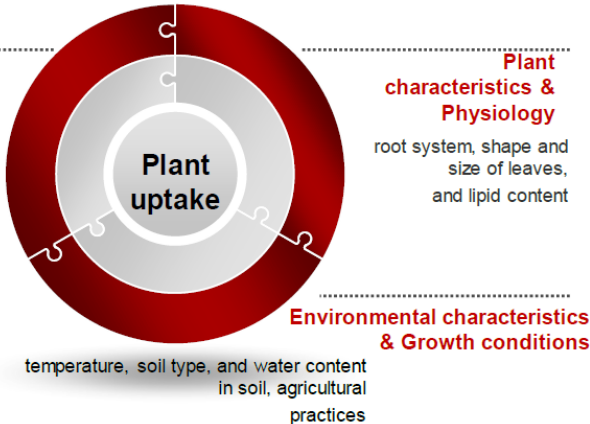 Plant
uptake
Plant
characteristics &
Physiology
root system, shape and
size of leaves,
and lipid content
Environmental characteristics
& Growth conditions
temperature, soil type, and water content
in soil, agricultural
practices